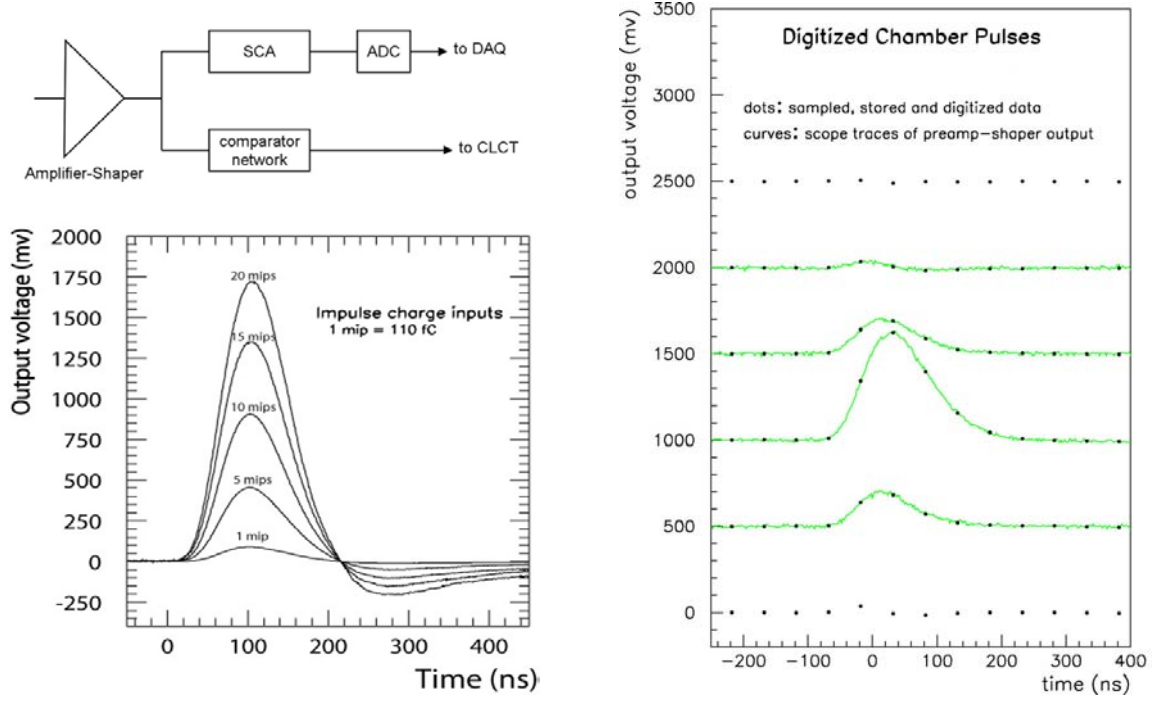 SCA
ADC
to DAQ
comparator
network
to CLCT
Amplifier-Shaper
Output voltage (mv)
2000
1750
1500
1250
1000
750
500
250
0
-250
20 mips
15 mips
10 mips
5 mips
1 mip
Impulse charge inputs
1 mip = 110 fC
0
100
200
300
400
Time (ns)
output voltage (mv)
3500
3000
2500
2000
1500
1000
500
0
Digitized Chamber Pulses
dots: sampled, stored and digitized data
curves: scope traces of preamp-shaper output
-200
-100
0
100
200
300
400
time (ns)